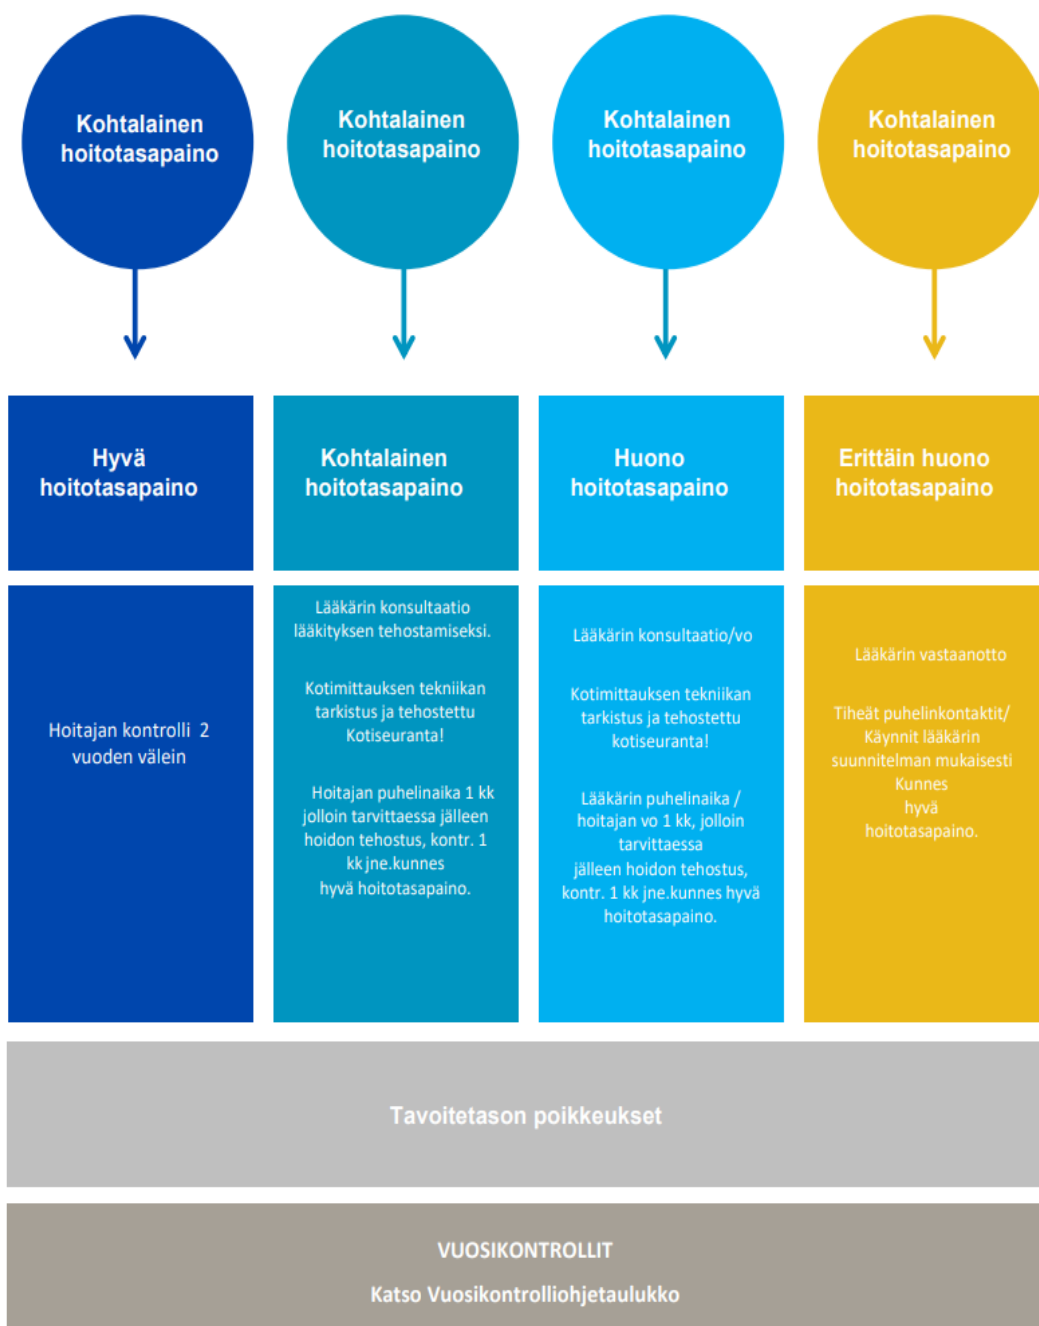 Kohtalainen
hoitotasapaino
Kohtalainen
hoitotasapaino
Kohtalainen
hoitotasapaino
Kohtalainen
hoitotasapaino
Hyvä
hoitotasapaino
Kohtalainen
hoitotasapaino
Huono
hoitotasapaino
Erittäin huono
hoitotasapaino
Hoitajan kontrolli 2
vuoden välein
Lääkärin konsultaatio
lääkityksen tehostamiseksi.
Kotimittauksen tekniikan
tarkistus ja tehostettu
Kotiseuranta!
Hoitajan puhelinaika 1 kk
jolloin tarvittaessa jälleen
hoidon tehostus, kontr. 1
kk jne.kunnes
hyvä hoitotasapaino.
Lääkärin konsultaatio/vo
Kotimittauksen tekniikan
tarkistus ja tehostettu
kotiseuranta!
Lääkärin puhelinaika /
hoitajan vo 1 kk, jolloin
tarvittaessa
jälleen hoidon tehostus,
kontr. 1 kk jne.kunnes hyvä
hoitotasapaino.
Lääkärin vastaanotto
Tiheät puhelinkontaktit/
Käynnit lääkärin
suunnitelman mukaisesti
Kunnes
hyvä
hoitotasapaino.
Tavoitetason poikkeukset
VUOSIKONTROLLIT
Katso Vuosikontrolliohjetaulukko